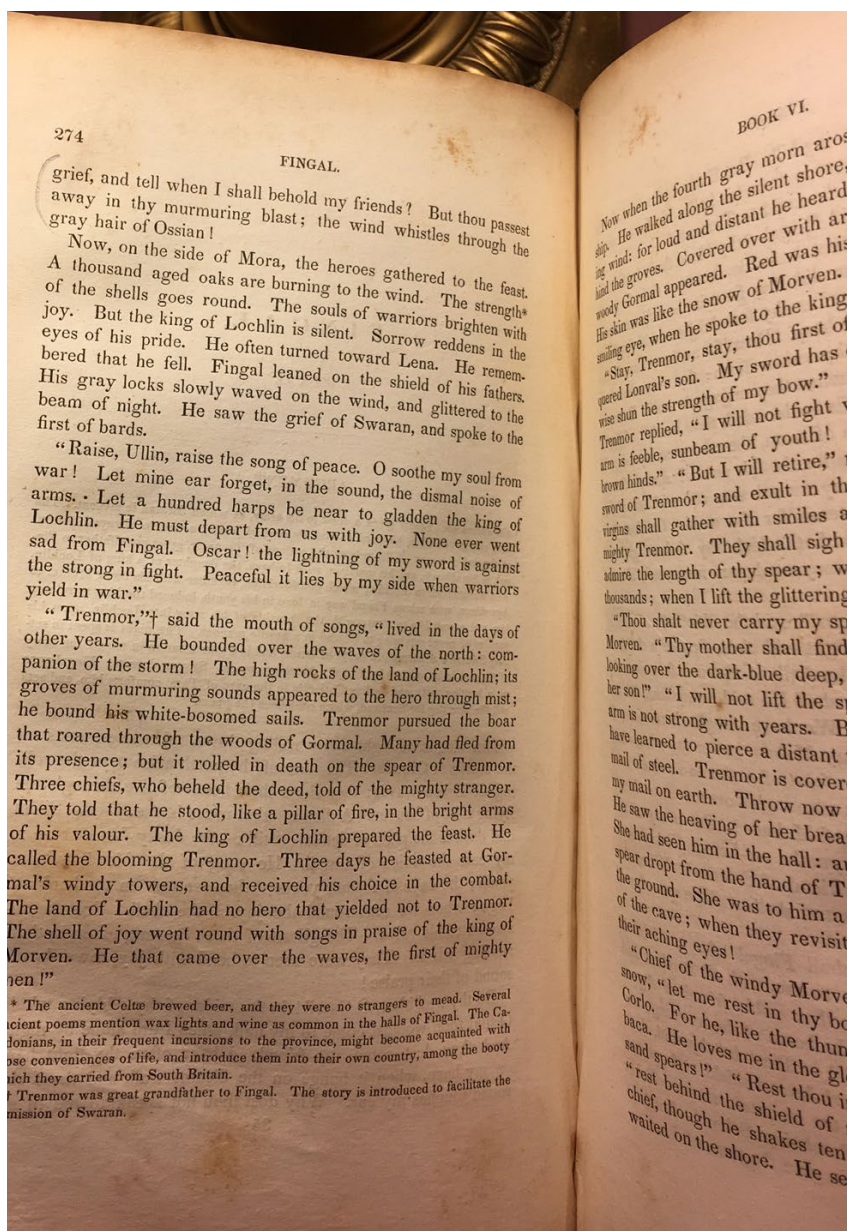 274
FINGAL.
grief, and tell when I shall behold my friends? But thou passest
away in thy murmuring blast; the wind whistles through the
gray hair of Ossian!
Now, on the side of Mora, the heroes gathered to the feast.
A thousand aged oaks are burning to the wind. The strength*
of the shells goes round. The souls of warriors brighten with
joy. But the king of Lochlin is silent. Sorrow reddens in the
eyes of his pride. He often turned toward Lena. He remem-
bered that he fell. Fingal leaned on the shield of his fathers.
His gray locks slowly waved on the wind, and glittered to the
beam of night. He saw the grief of Swaran, and spoke to the
first of bards.
"Raise, Ullin, raise the song of peace. O soothe my soul from
war! Let mine ear forget, in the sound, the dismal noise of
arms. Let a hundred harps be near to gladden the king of
Lochlin. He must depart from us with joy. None ever went
sad from Fingal. Oscar! the lightning of my sword is against
the strong in fight. Peaceful it lies by my side when warriors
yield in war."
"Trenmor,"† said the mouth of songs, "lived in the days of
other years. He bounded over the waves of the north: com-
panion of the storm! The high rocks of the land of Lochlin; its
groves of murmuring sounds appeared to the hero through mist;
he bound his white-bosomed sails. Trenmor pursued the boar
that roared through the woods of Gormal. Many had fled from
its presence; but it rolled in death on the spear of Trenmor.
Three chiefs, who beheld the deed, told of the mighty stranger.
They told that he stood, like a pillar of fire, in the bright arms
of his valour. The king of Lochlin prepared the feast. He
called the blooming Trenmor. Three days he feasted at Gor-
mal's windy towers, and received his choice in the combat.
The land of Lochlin had no hero that yielded not to Trenmor.
The shell of joy went round with songs in praise of the king of
Morven. He that came over the waves, the first of mighty
men!"
* The ancient Celtæ brewed beer, and they were no strangers to mead. Several
cient poems mention wax lights and wine as common in the halls of Fingal. The Ca-
donians, in their frequent incursions to the province, might become acquainted with
ose conveniences of life, and introduce them into their own country, among the booty
ich they carried from South Britain.
† Trenmor was great grandfather to Fingal. The story is introduced to facilitate the
mission of Swaran.
BOOK VI.
Now when the fourth gray morn aros
ship. He walked along the silent shore,
ing wind: for loud and distant he heard
hind the groves. Covered over with ar
woody Gormal appeared. Red was his
His skin was like the snow of Morven.
smiling eye, when he spoke to the king
"Stay, Trenmor, stay, thou first of
quered Lonval's son. My sword has
wise shun the strength of my bow."
Trenmor replied, "I will not fight
arm is feeble, sunbeam of youth!
brown hinds." "But I will retire,"
sword of Trenmor; and exult in th
virgins shall gather with smiles a
mighty Trenmor. They shall sigh
admire the length of thy spear; w
thousands; when I lift the glittering
"Thou shalt never carry my sp
Morven. "Thy mother shall find
looking over the dark-blue deep,
her son!" "I will not lift the s
arm is not strong with years. B
have learned to pierce a distant
mail of steel. Trenmor is cover
my mail on earth. Throw now
He saw the heaving of her brea
She had seen him in the hall: a
spear dropt from the hand of T
the ground. She was to him a
of the cave; when they revisit
their aching eyes!
"Chief of the windy Morve
snow, "let me rest in thy bo
Corlo. For he, like the thun
baca. He loves me in the gl
sand spears!" "Rest thou i
"rest behind the shield of
chief, though he shakes ten
waited on the shore. He se